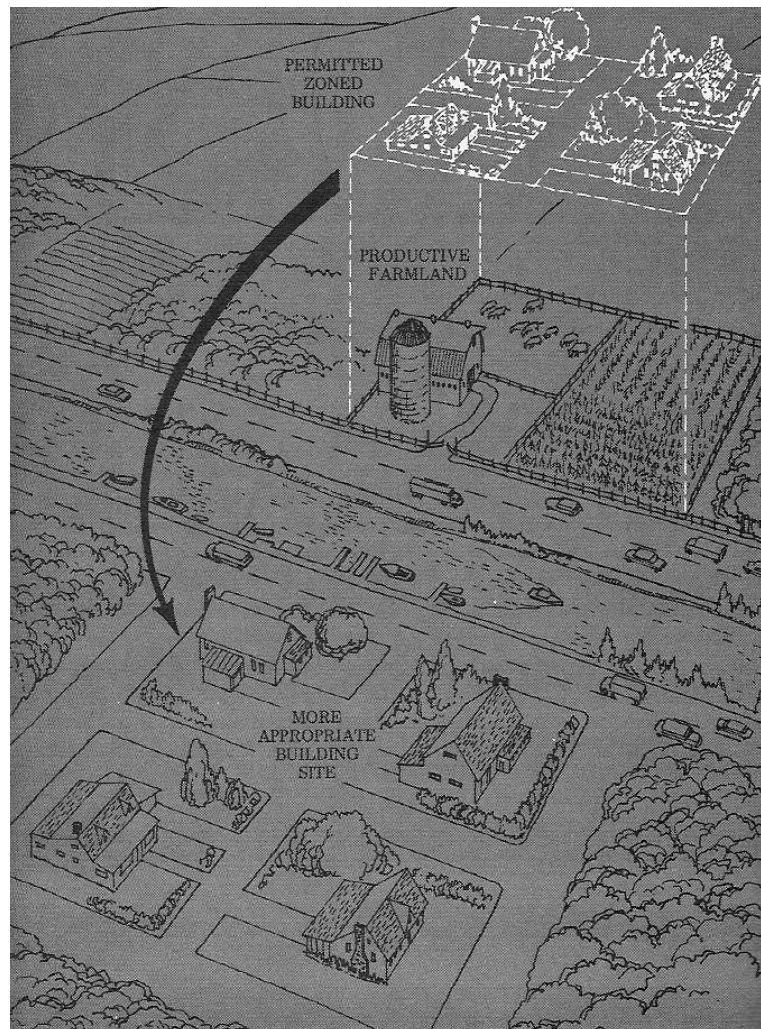 PERMITTED
ZONED
BUILDING
PRODUCTIVE
FARMLAND
MORE
APPROPRIATE
BUILDING
SITE